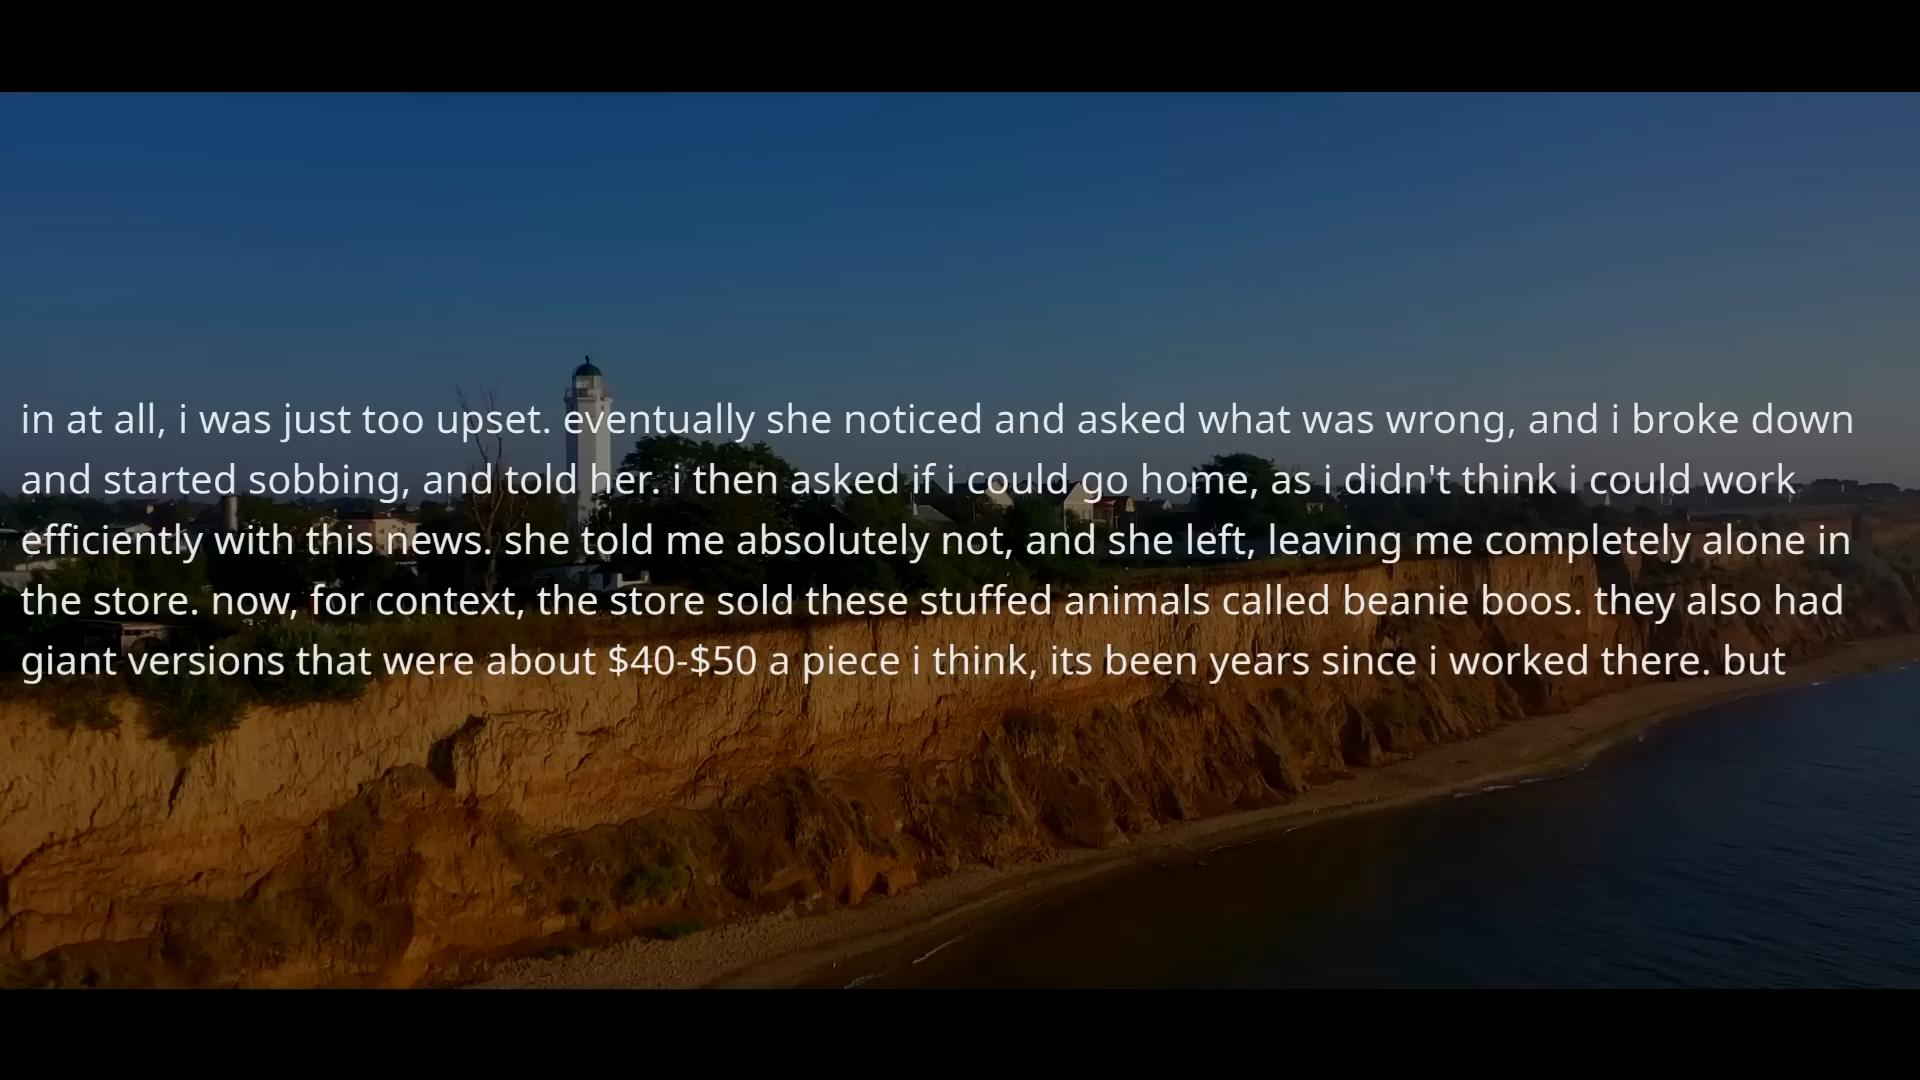 in at all, i was just too upset. eventually she noticed and asked what was wrong, and i broke down
and started sobbing, and told her. i then asked if i could go home, as i didn't think i could work
efficiently with this news. she told me absolutely not, and she left, leaving me completely alone in
the store. now, for context, the store sold these stuffed animals called beanie boos. they also had
giant versions that were about $40-$50 a piece i think, its been years since i worked there. but